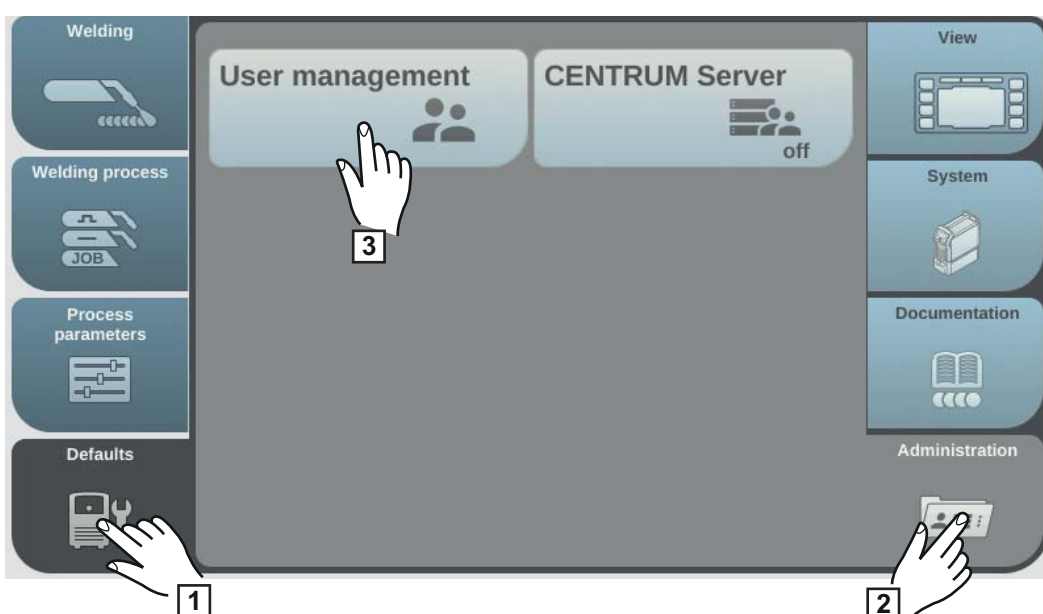 Welding
Welding process
JOB
Process
parameters
Defaults
1
User management
3
CENTRUM Server
off
View
System
Documentation
Administration
2